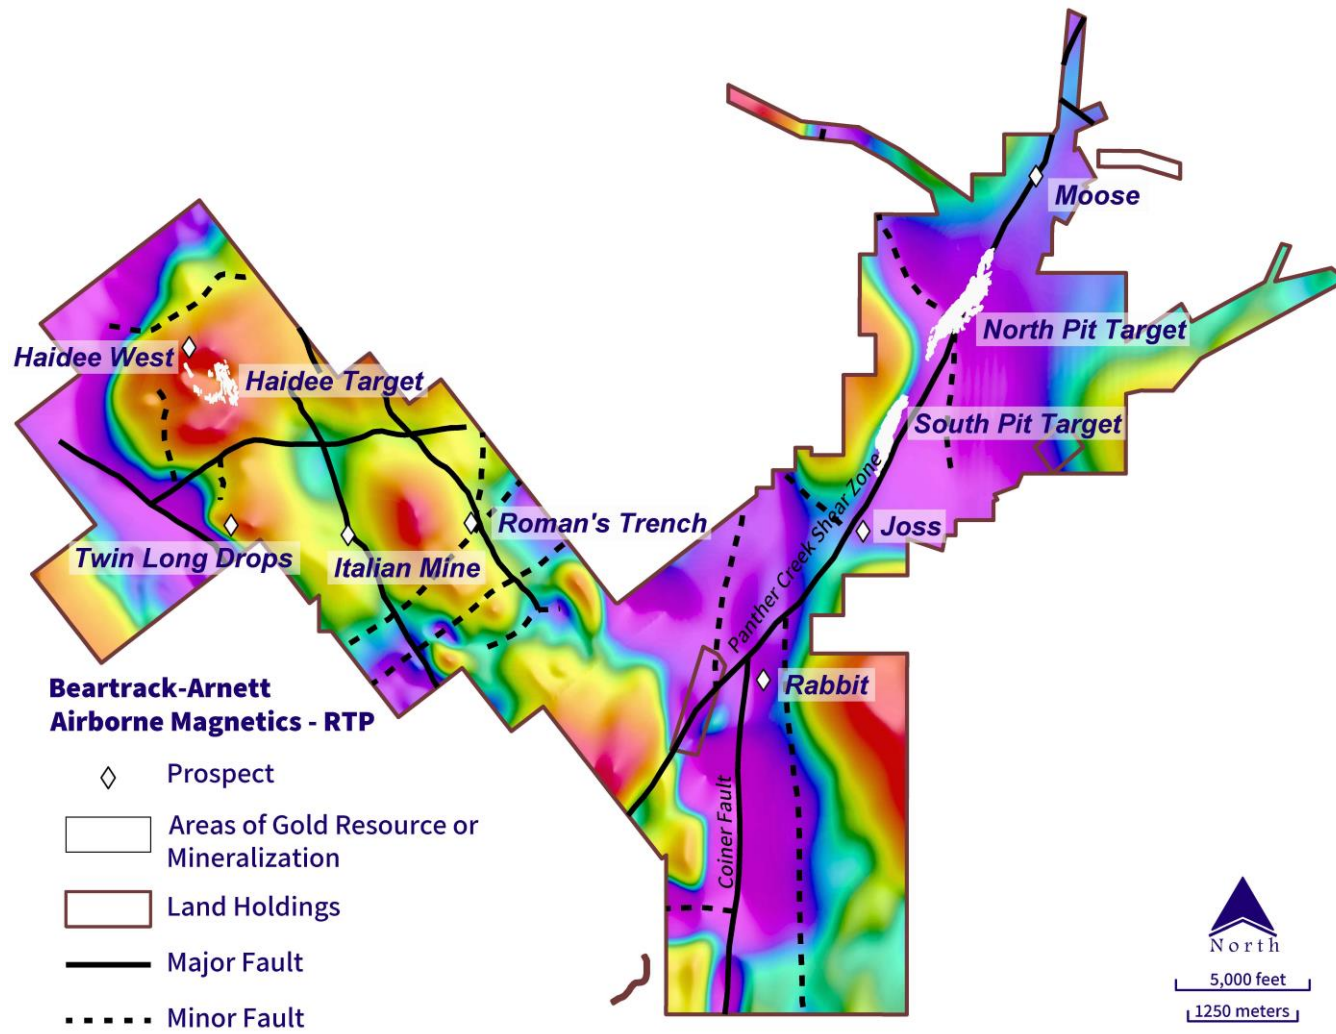 Moose
North Pit Target
Haidee West
Haidee Target
South Pit Target
Panther Creek Shear Zone
Roman's Trench
Joss
Twin Long Drops
Italian Mine
Rabbit
Coiner Fault
Beartrack-Arnett
Airborne Magnetics - RTP
Prospect
Areas of Gold Resource or
Mineralization
Land Holdings
Major Fault
Minor Fault
North
5,000 feet
1250 meters